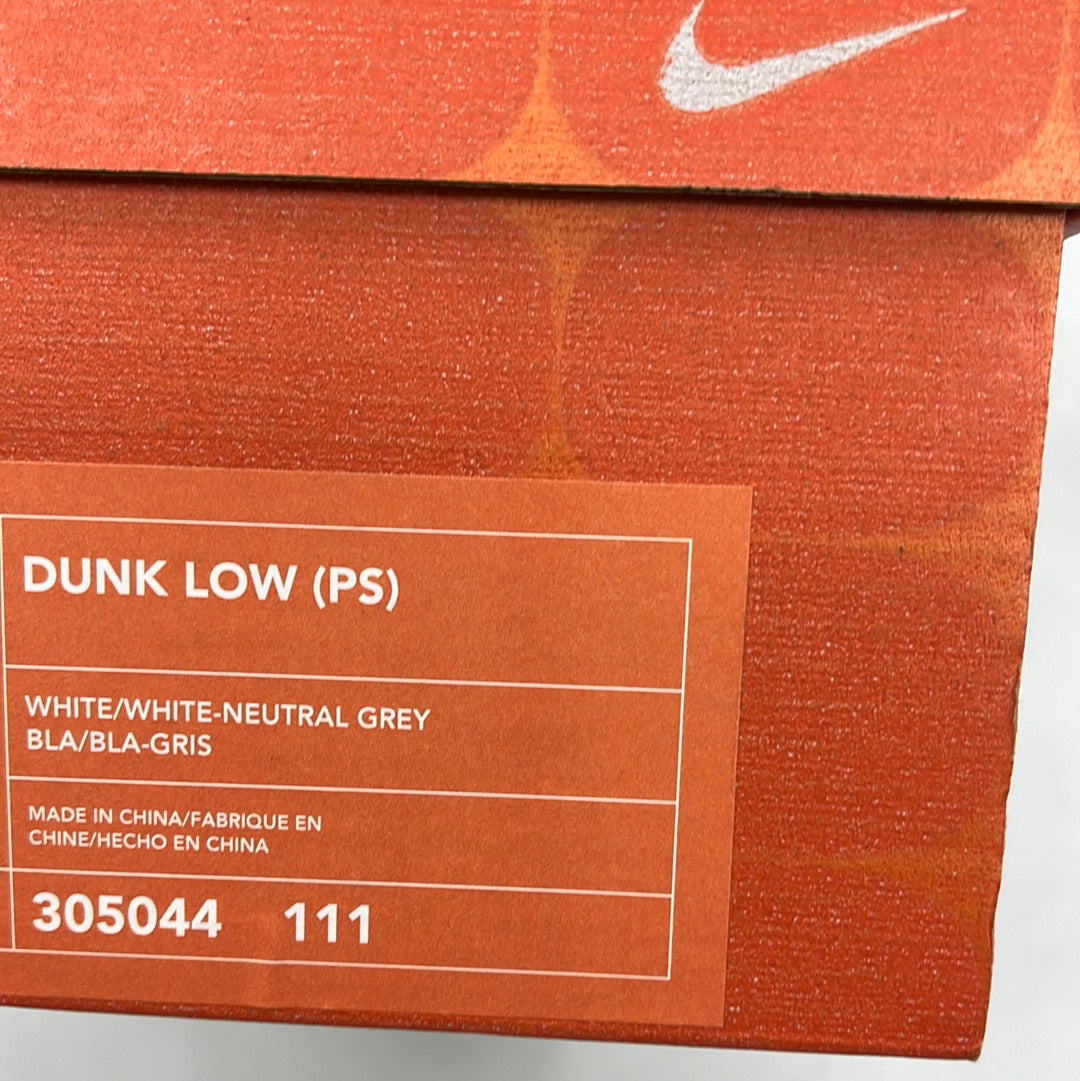 DUNK LOW (PS)
WHITE/WHITE-NEUTRAL GREY
BLA/BLA-GRIS
MADE IN CHINA/FABRIQUE EN
CHINE/HECHO EN CHINA
305044 111